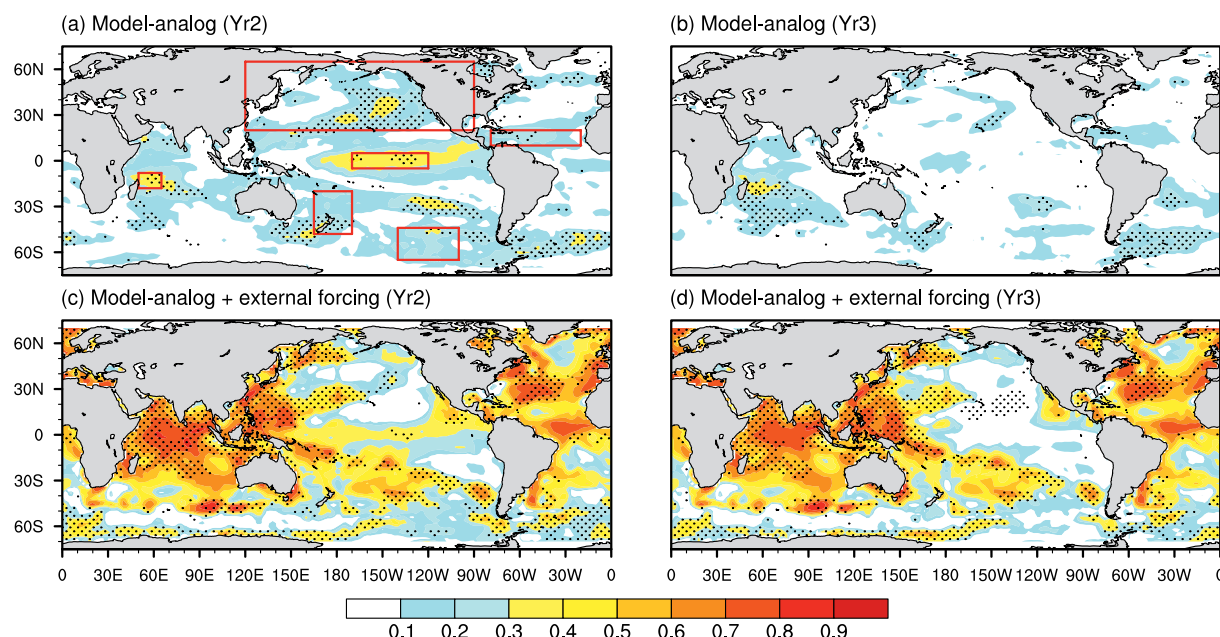 (a) Model-analog (Yr2)
(b) Model-analog (Yr3)
60N
30N
0
30S
60S
(c) Model-analog + external forcing (Yr2)
(d) Model-analog + external forcing (Yr3)
60N
30N
0
30S
60S
0 30E 60E 90E 120E 150E 180 150W 120W 90W 60W 30W
0 30E 60E 90E 120E 150E 180 150W 120W 90W 60W 30W
0.1 0.2 0.3 0.4 0.5 0.6 0.7 0.8 0.9